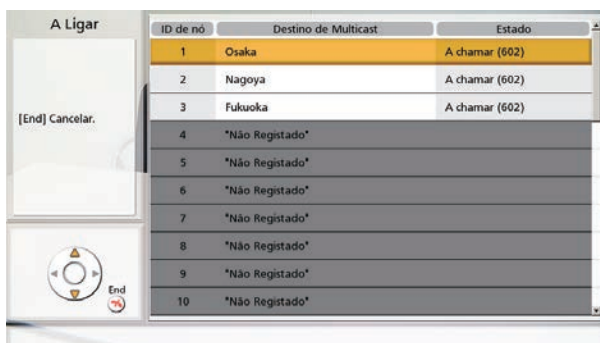 A Ligar
[End] Cancelar.
End
ID de nó Destino de Multicast Estado
1 Osaka A chamar (602)
2 Nagoya A chamar (602)
3 Fukuoka A chamar (602)
4 "Não Registado"
5 "Não Registado"
6 "Não Registado"
7 "Não Registado"
8 "Não Registado"
9 "Não Registado"
10 "Não Registado"